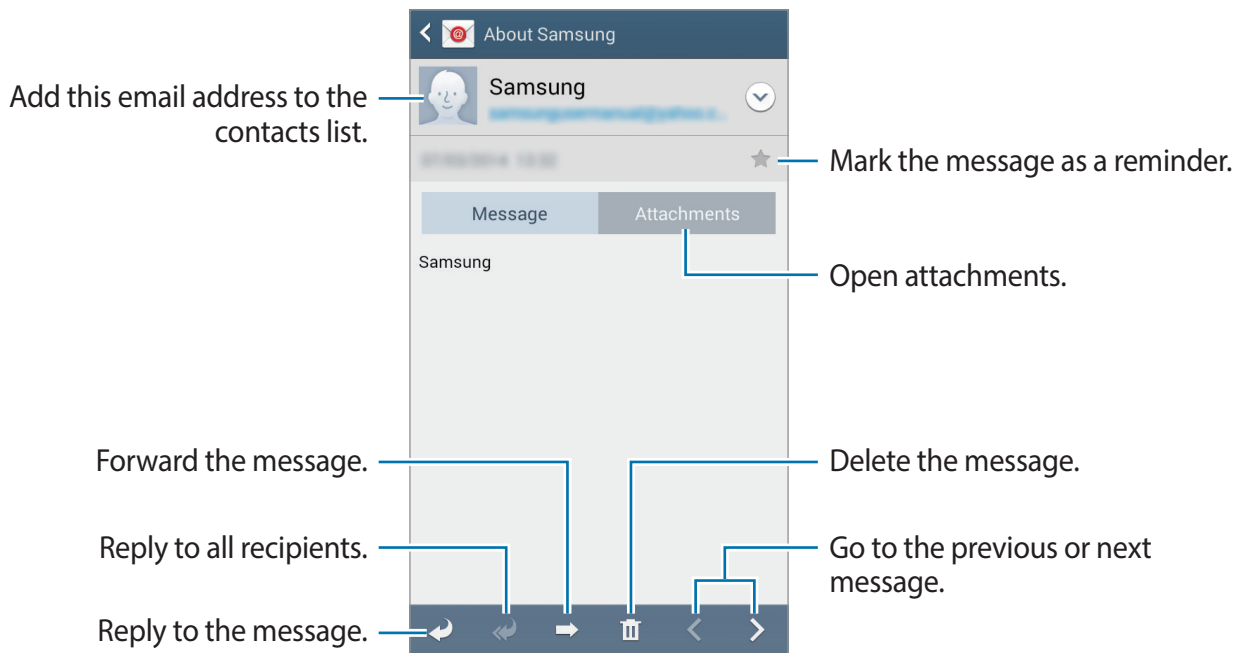 About Samsung
Samsung
Add this email address to the
contacts list.
Mark the message as a reminder.
Message
Attachments
Samsung
Open attachments.
Forward the message.
Delete the message.
Reply to all recipients.
Go to the previous or next
message.
Reply to the message.